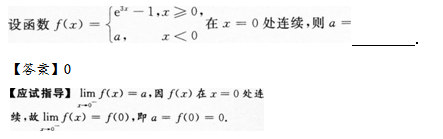 设函数 f(x) = { e^{3x} − 1, x ⩾ 0, a, x < 0 在 x = 0 处连续,则 a = ________.
【答案】0
【应试指导】lim_{x→0^-} f(x) = a,因 f(x) 在 x = 0 处连
续,故 lim_{x→0^-} f(x) = f(0),即 a = f(0) = 0.